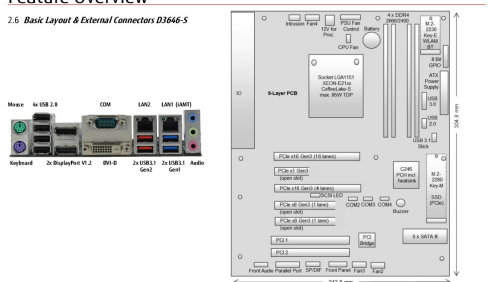 Feature Overview
2.6 Basic Layout & External Connectors D3646-S
Mouse 4x USB 2.0 COM LAN2 LAN1 (iAMT)
Keyboard 2x DisplayPort V1.2 DVI-D 2x USB3.1 Gen2 2x USB3.1 Gen1 Audio
Intrusion Fan4
12V for
Proc.
PSU Fan
Control
Battery
CPU Fan
4 x DDR4
2666/2400
M.2-
2230
Key-E
WLAN/
BT
8 Bit
GPIO
ATX
Power
Supply
USB
3.0
USB
2.0
USB 3.1
Stick
6-Layer PCB
Socket LGA1151
XEON-E21xx
CoffeeLake-S
max. 95W TDP
304.8 mm
PCIe x16 Gen3 (16 lanes)
PCIe x1 Gen3
(open slot)
PCIe x16 Gen3 (4 lanes)
SCSI LED
PCIe x8 Gen3 (1 lane)
(open slot)
PCIe x8 Gen3 (1 lane)
(open slot)
COM2 COM3 COM4
C246
PCH incl.
heatsink
Buzzer
M.2-
2280
Key-M
SSD
(PCIe)
PCI 1
PCI 2
PCI
Bridge
6 x SATA III
Front Audio Parallel Port SP/DIF Front Panel Fan3 Fan2
243.8 mm